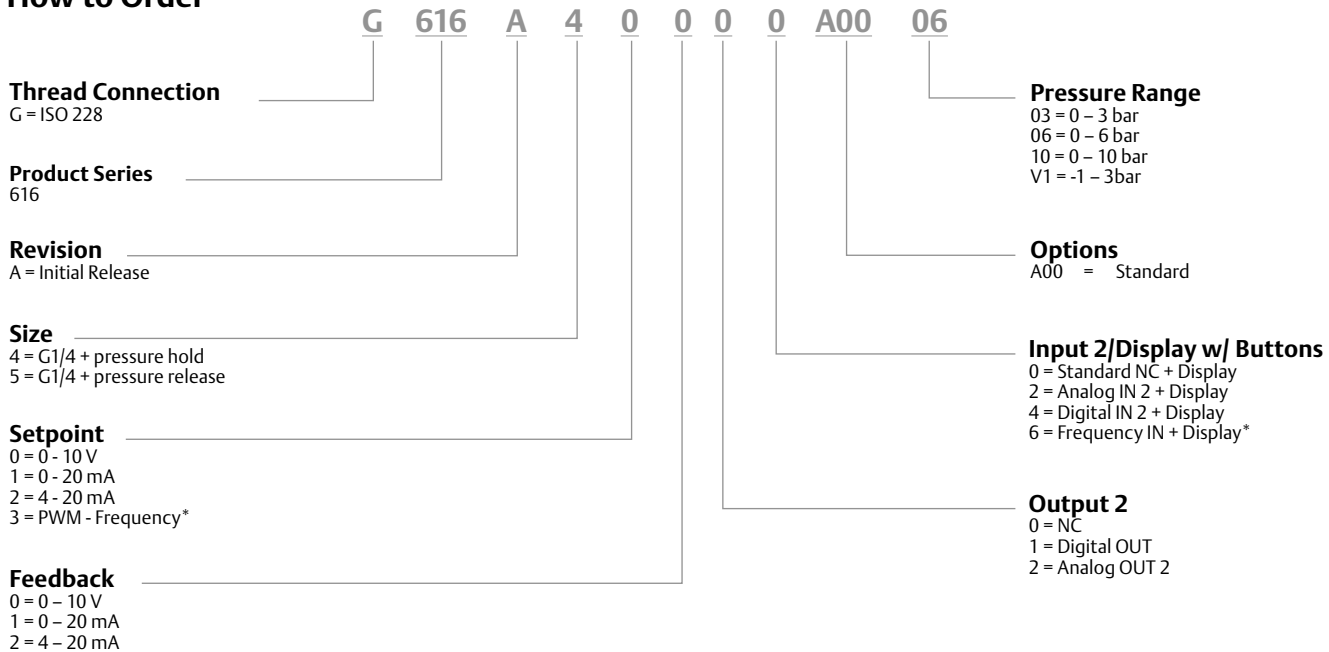 How to Order
G 616 A 4 0 0 0 0 A00 06
Thread Connection
G = ISO 228
Product Series
616
Revision
A = Initial Release
Size
4 = G1/4 + pressure hold
5 = G1/4 + pressure release
Setpoint
0 = 0 - 10 V
1 = 0 - 20 mA
2 = 4 - 20 mA
3 = PWM - Frequency*
Feedback
0 = 0 – 10 V
1 = 0 – 20 mA
2 = 4 – 20 mA
Pressure Range
03 = 0 – 3 bar
06 = 0 – 6 bar
10 = 0 – 10 bar
V1 = -1 – 3bar
Options
A00 = Standard
Input 2/Display w/ Buttons
0 = Standard NC + Display
2 = Analog IN 2 + Display
4 = Digital IN 2 + Display
6 = Frequency IN + Display*
Output 2
0 = NC
1 = Digital OUT
2 = Analog OUT 2